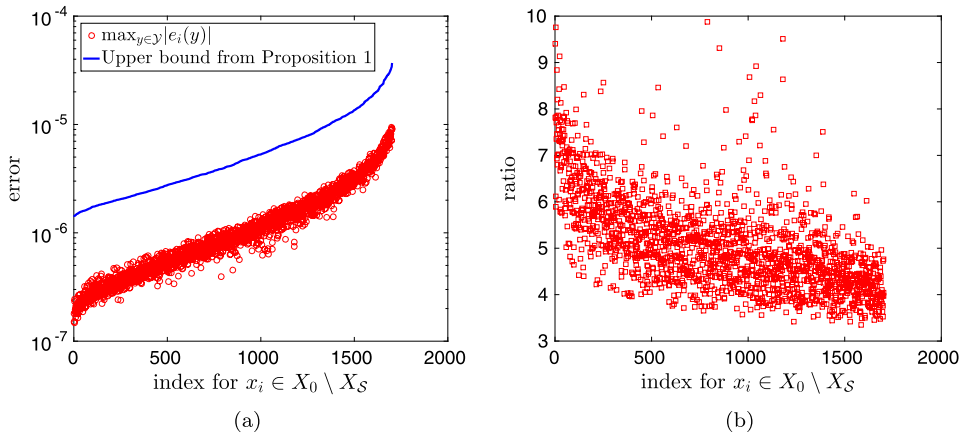 10^-4
10^-5
10^-6
10^-7
error
max_{y∈𝒴}|e_i(y)|
Upper bound from Proposition 1
0 500 1000 1500 2000
index for x_i ∈ X_0 \ X_𝒮
(a)
10
9
8
7
6
5
4
3
ratio
0 500 1000 1500 2000
index for x_i ∈ X_0 \ X_𝒮
(b)